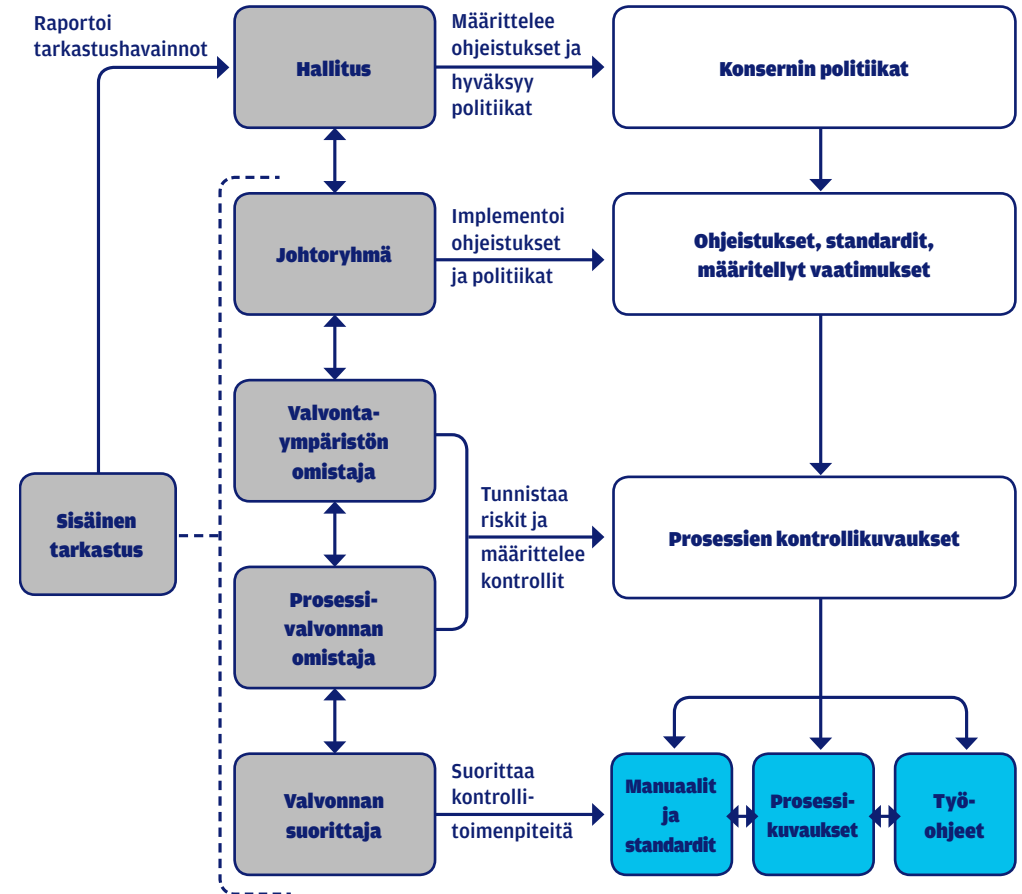 Raportoi
tarkastushavainnot
Hallitus
Määrittelee
ohjeistukset ja
hyväksyy
politiikat
Konsernin politiikat
Johtoryhmä
Implementoi
ohjeistukset
ja politiikat
Ohjeistukset, standardit,
määritellyt vaatimukset
Valvonta-
ympäristön
omistaja
Sisäinen
tarkastus
Tunnistaa
riskit ja
määrittelee
kontrollit
Prosessien kontrollikuvaukset
Prosessi-
valvonnan
omistaja
Valvonnan
suorittaja
Suorittaa
kontrolli-
toimenpiteitä
Manuaalit
ja
standardit
Prosessi-
kuvaukset
Työ-
ohjeet